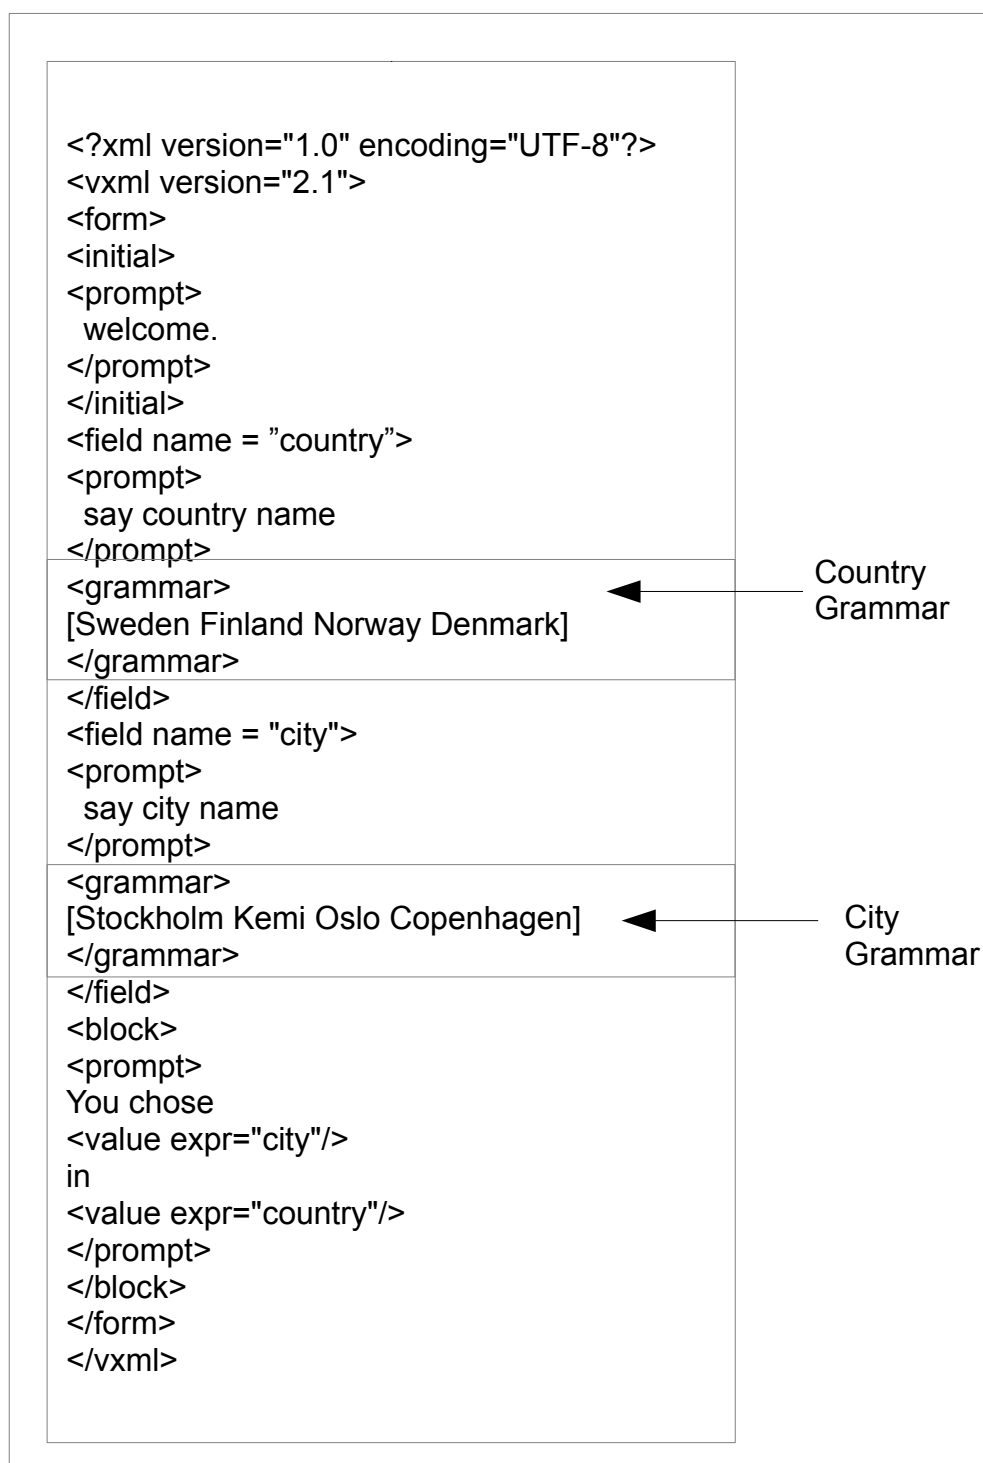 <?xml version="1.0" encoding="UTF-8"?>
<vxml version="2.1">
<form>
<initial>
<prompt>
welcome.
</prompt>
</initial>
<field name = ”country”>
<prompt>
say country name
</prompt>
<grammar>
[Sweden Finland Norway Denmark]
</grammar>
Country
Grammar
</field>
<field name = "city">
<prompt>
say city name
</prompt>
<grammar>
[Stockholm Kemi Oslo Copenhagen]
</grammar>
City
Grammar
</field>
<block>
<prompt>
You chose
<value expr="city"/>
in
<value expr="country"/>
</prompt>
</block>
</form>
</vxml>